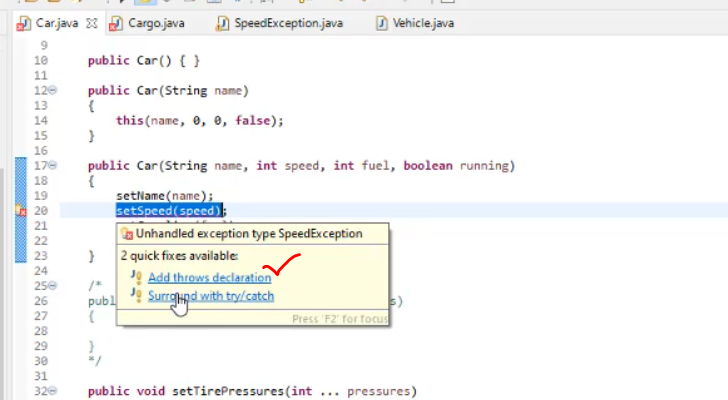 Car.java Cargo.java SpeedException.java Vehicle.java
9
10 public Car() { }
11
12 public Car(String name)
13 {
14 this(name, 0, 0, false);
15 }
16
17 public Car(String name, int speed, int fuel, boolean running)
18 {
19 setName(name);
20 setSpeed(speed);
21
22
23 }
24
25 /*
26
27 {
28
29 }
30 */
31
32 public void setTirePressures(int ... pressures)
Unhandled exception type SpeedException
2 quick fixes available:
Add throws declaration
Surround with try/catch
Press 'F2' for focus